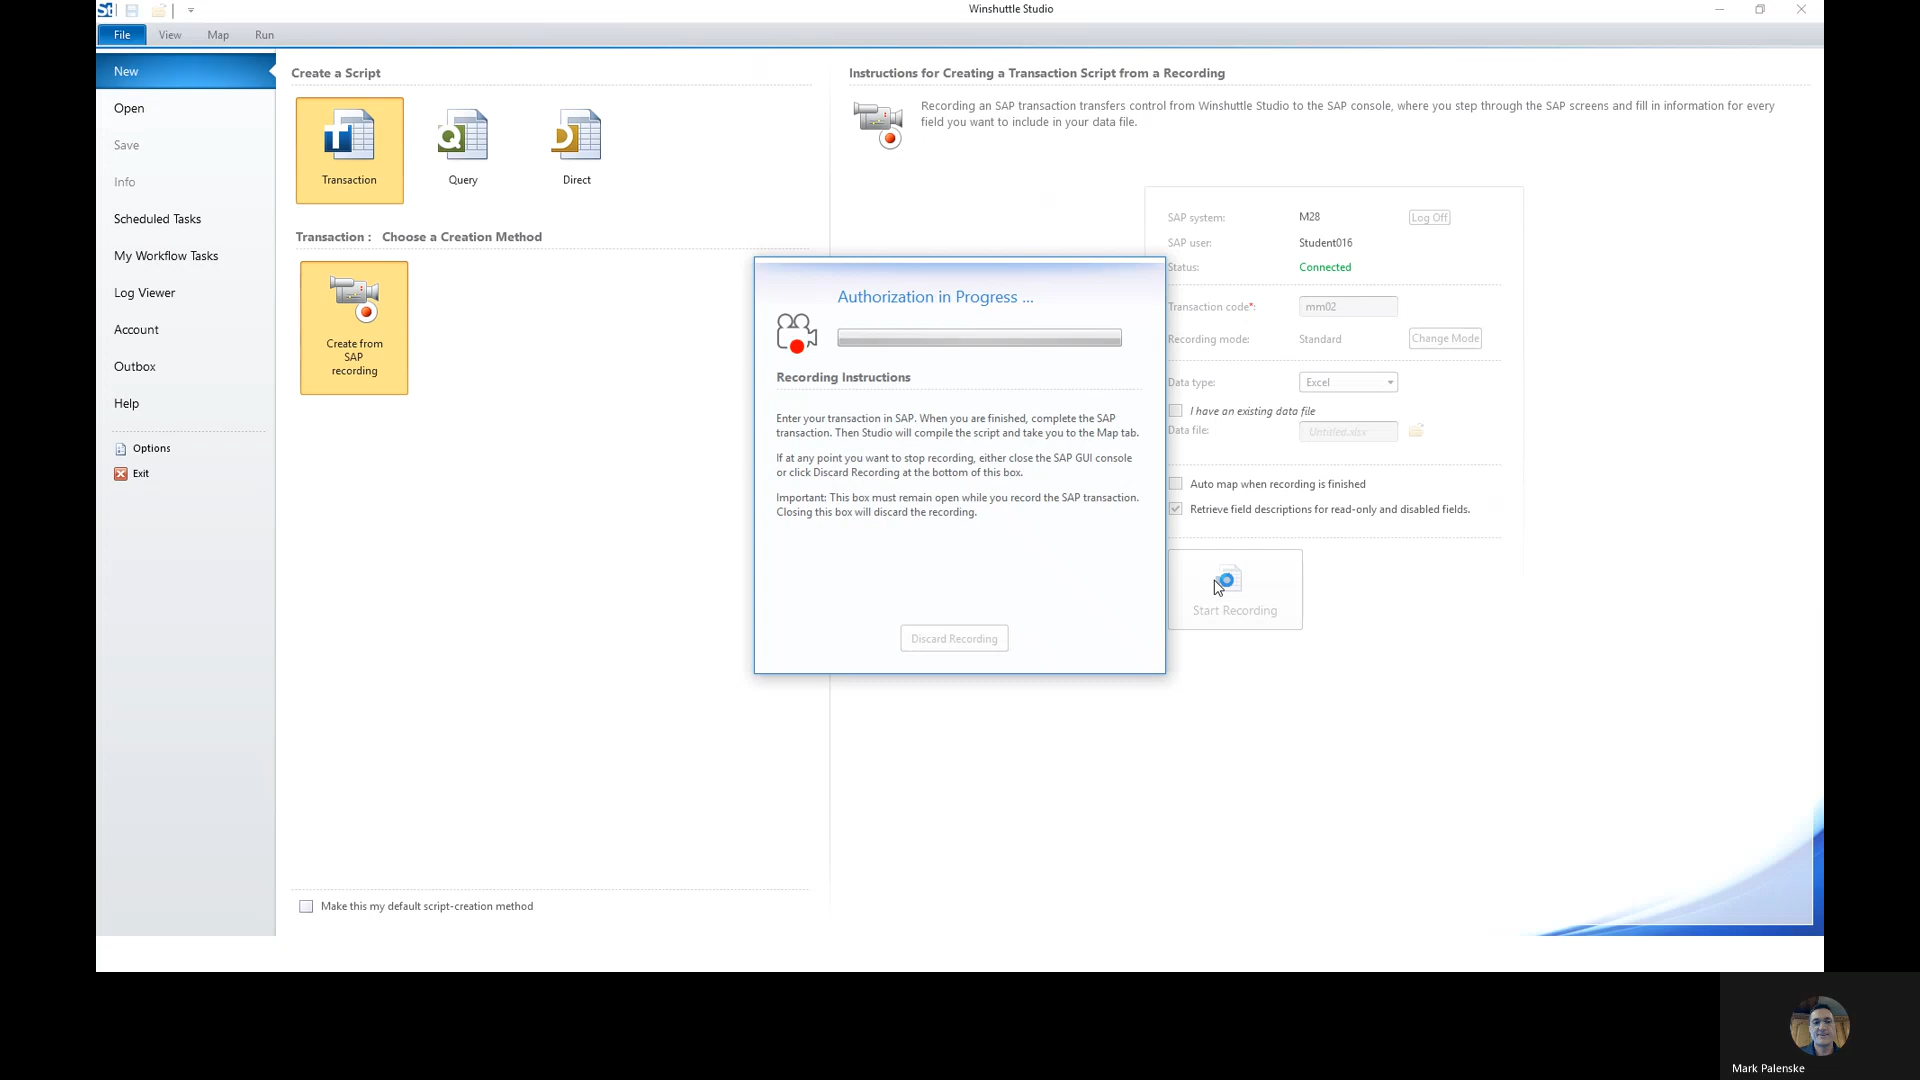 St
Winshuttle Studio
File
View
Map
Run
New
Open
Save
Info
Scheduled Tasks
My Workflow Tasks
Log Viewer
Account
Outbox
Help
Options
Exit
Create a Script
T
Transaction
Q
Query
D
Direct
Transaction :   Choose a Creation Method
Create from
SAP
recording
Make this my default script-creation method
Instructions for Creating a Transaction Script from a Recording
Recording an SAP transaction transfers control from Winshuttle Studio to the SAP console, where you step through the SAP screens and fill in information for every
field you want to include in your data file.
SAP system: M28 Log Off
SAP user: Student016
Status: Connected
Transaction code*: mm02
Recording mode: Standard Change Mode
Data type: Excel
I have an existing data file
Data file: Untitled.xlsx
Auto map when recording is finished
Retrieve field descriptions for read-only and disabled fields.
Start Recording
Authorization in Progress ...
Recording Instructions
Enter your transaction in SAP. When you are finished, complete the SAP
transaction. Then Studio will compile the script and take you to the Map tab.
If at any point you want to stop recording, either close the SAP GUI console
or click Discard Recording at the bottom of this box.
Important: This box must remain open while you record the SAP transaction.
Closing this box will discard the recording.
Discard Recording
Mark Palenske